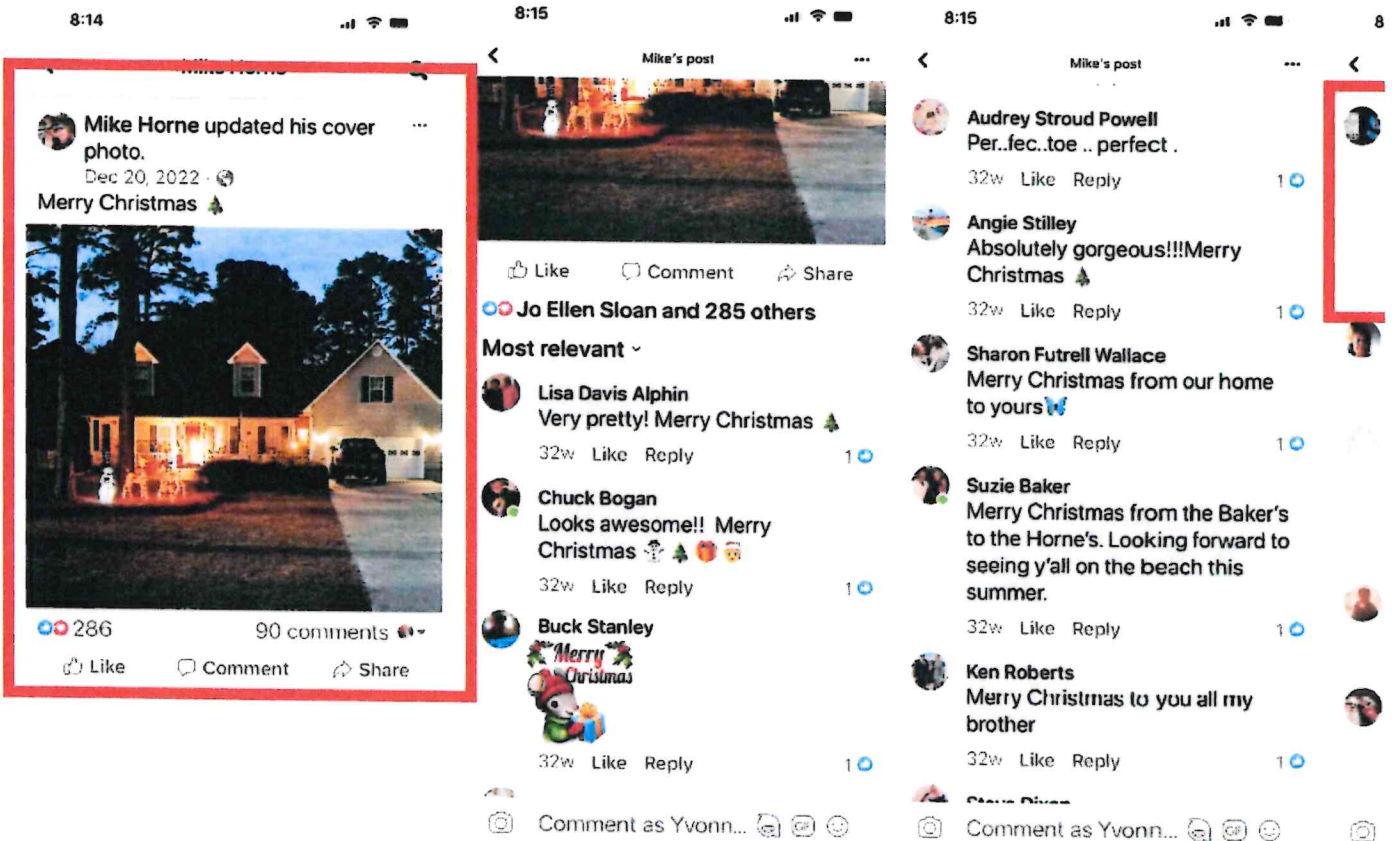 8:14
Mike Horne
Mike Horne updated his cover
photo.
Dec 20, 2022
Merry Christmas 🎄
286
90 comments
Like
Comment
Share
8:15
Mike's post
Like
Comment
Share
Jo Ellen Sloan and 285 others
Most relevant
Lisa Davis Alphin
Very pretty! Merry Christmas 🎄
32w Like Reply
1
Chuck Bogan
Looks awesome!! Merry
Christmas ☃️🎄🎁🤶
32w Like Reply
1
Buck Stanley
Merry
Christmas
32w Like Reply
1
Comment as Yvonn...
GIF
8:15
Mike's post
Audrey Stroud Powell
Per..fec..toe .. perfect .
32w Like Reply
1
Angie Stilley
Absolutely gorgeous!!!Merry
Christmas 🎄
32w Like Reply
1
Sharon Futrell Wallace
Merry Christmas from our home
to yours🦋
32w Like Reply
1
Suzie Baker
Merry Christmas from the Baker's
to the Horne's. Looking forward to
seeing y'all on the beach this
summer.
32w Like Reply
1
Ken Roberts
Merry Christmas to you all my
brother
32w Like Reply
1
Steve Dixon
Comment as Yvonn...
GIF
8